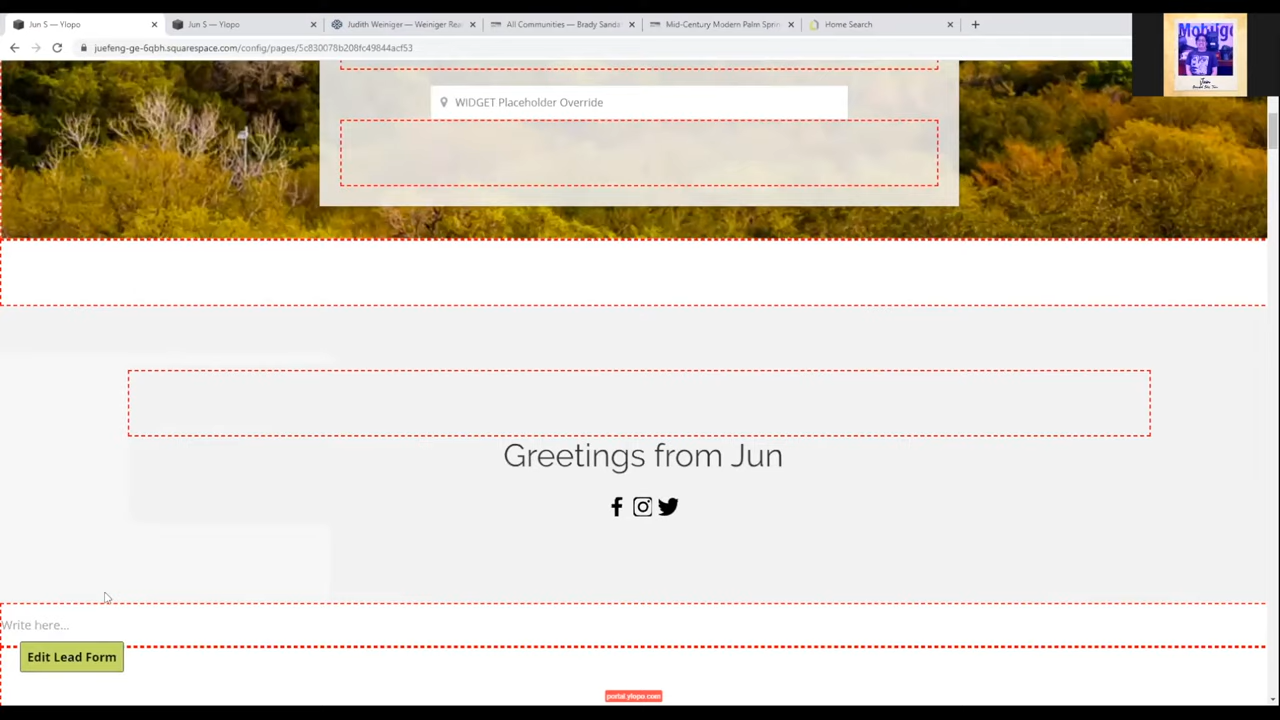 Jun S — Ylopo
Jun S — Ylopo
Judith Weiniger — Weiniger Rea
All Communities — Brady Sanda
Mid-Century Modern Palm Sprin
Home Search
juefeng-ge-6qbh.squarespace.com/config/pages/5c830078b208fc49844acf53
WIDGET Placeholder Override
Greetings from Jun
Write here...
Edit Lead Form
portal.ylopo.com